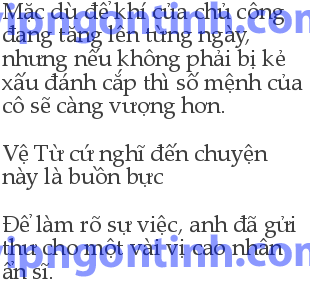 Mặc dù để khí của chủ công
đang tăng lên từng ngày,
nhưng nếu không phải bị kẻ
xấu đánh cắp thì số mệnh của
cô sẽ càng vượng hơn.
Vệ Từ cứ nghĩ đến chuyện
này là buồn bực
Để làm rõ sự việc, anh đã gửi
thư cho một vài vị cao nhân
ẩn sĩ.